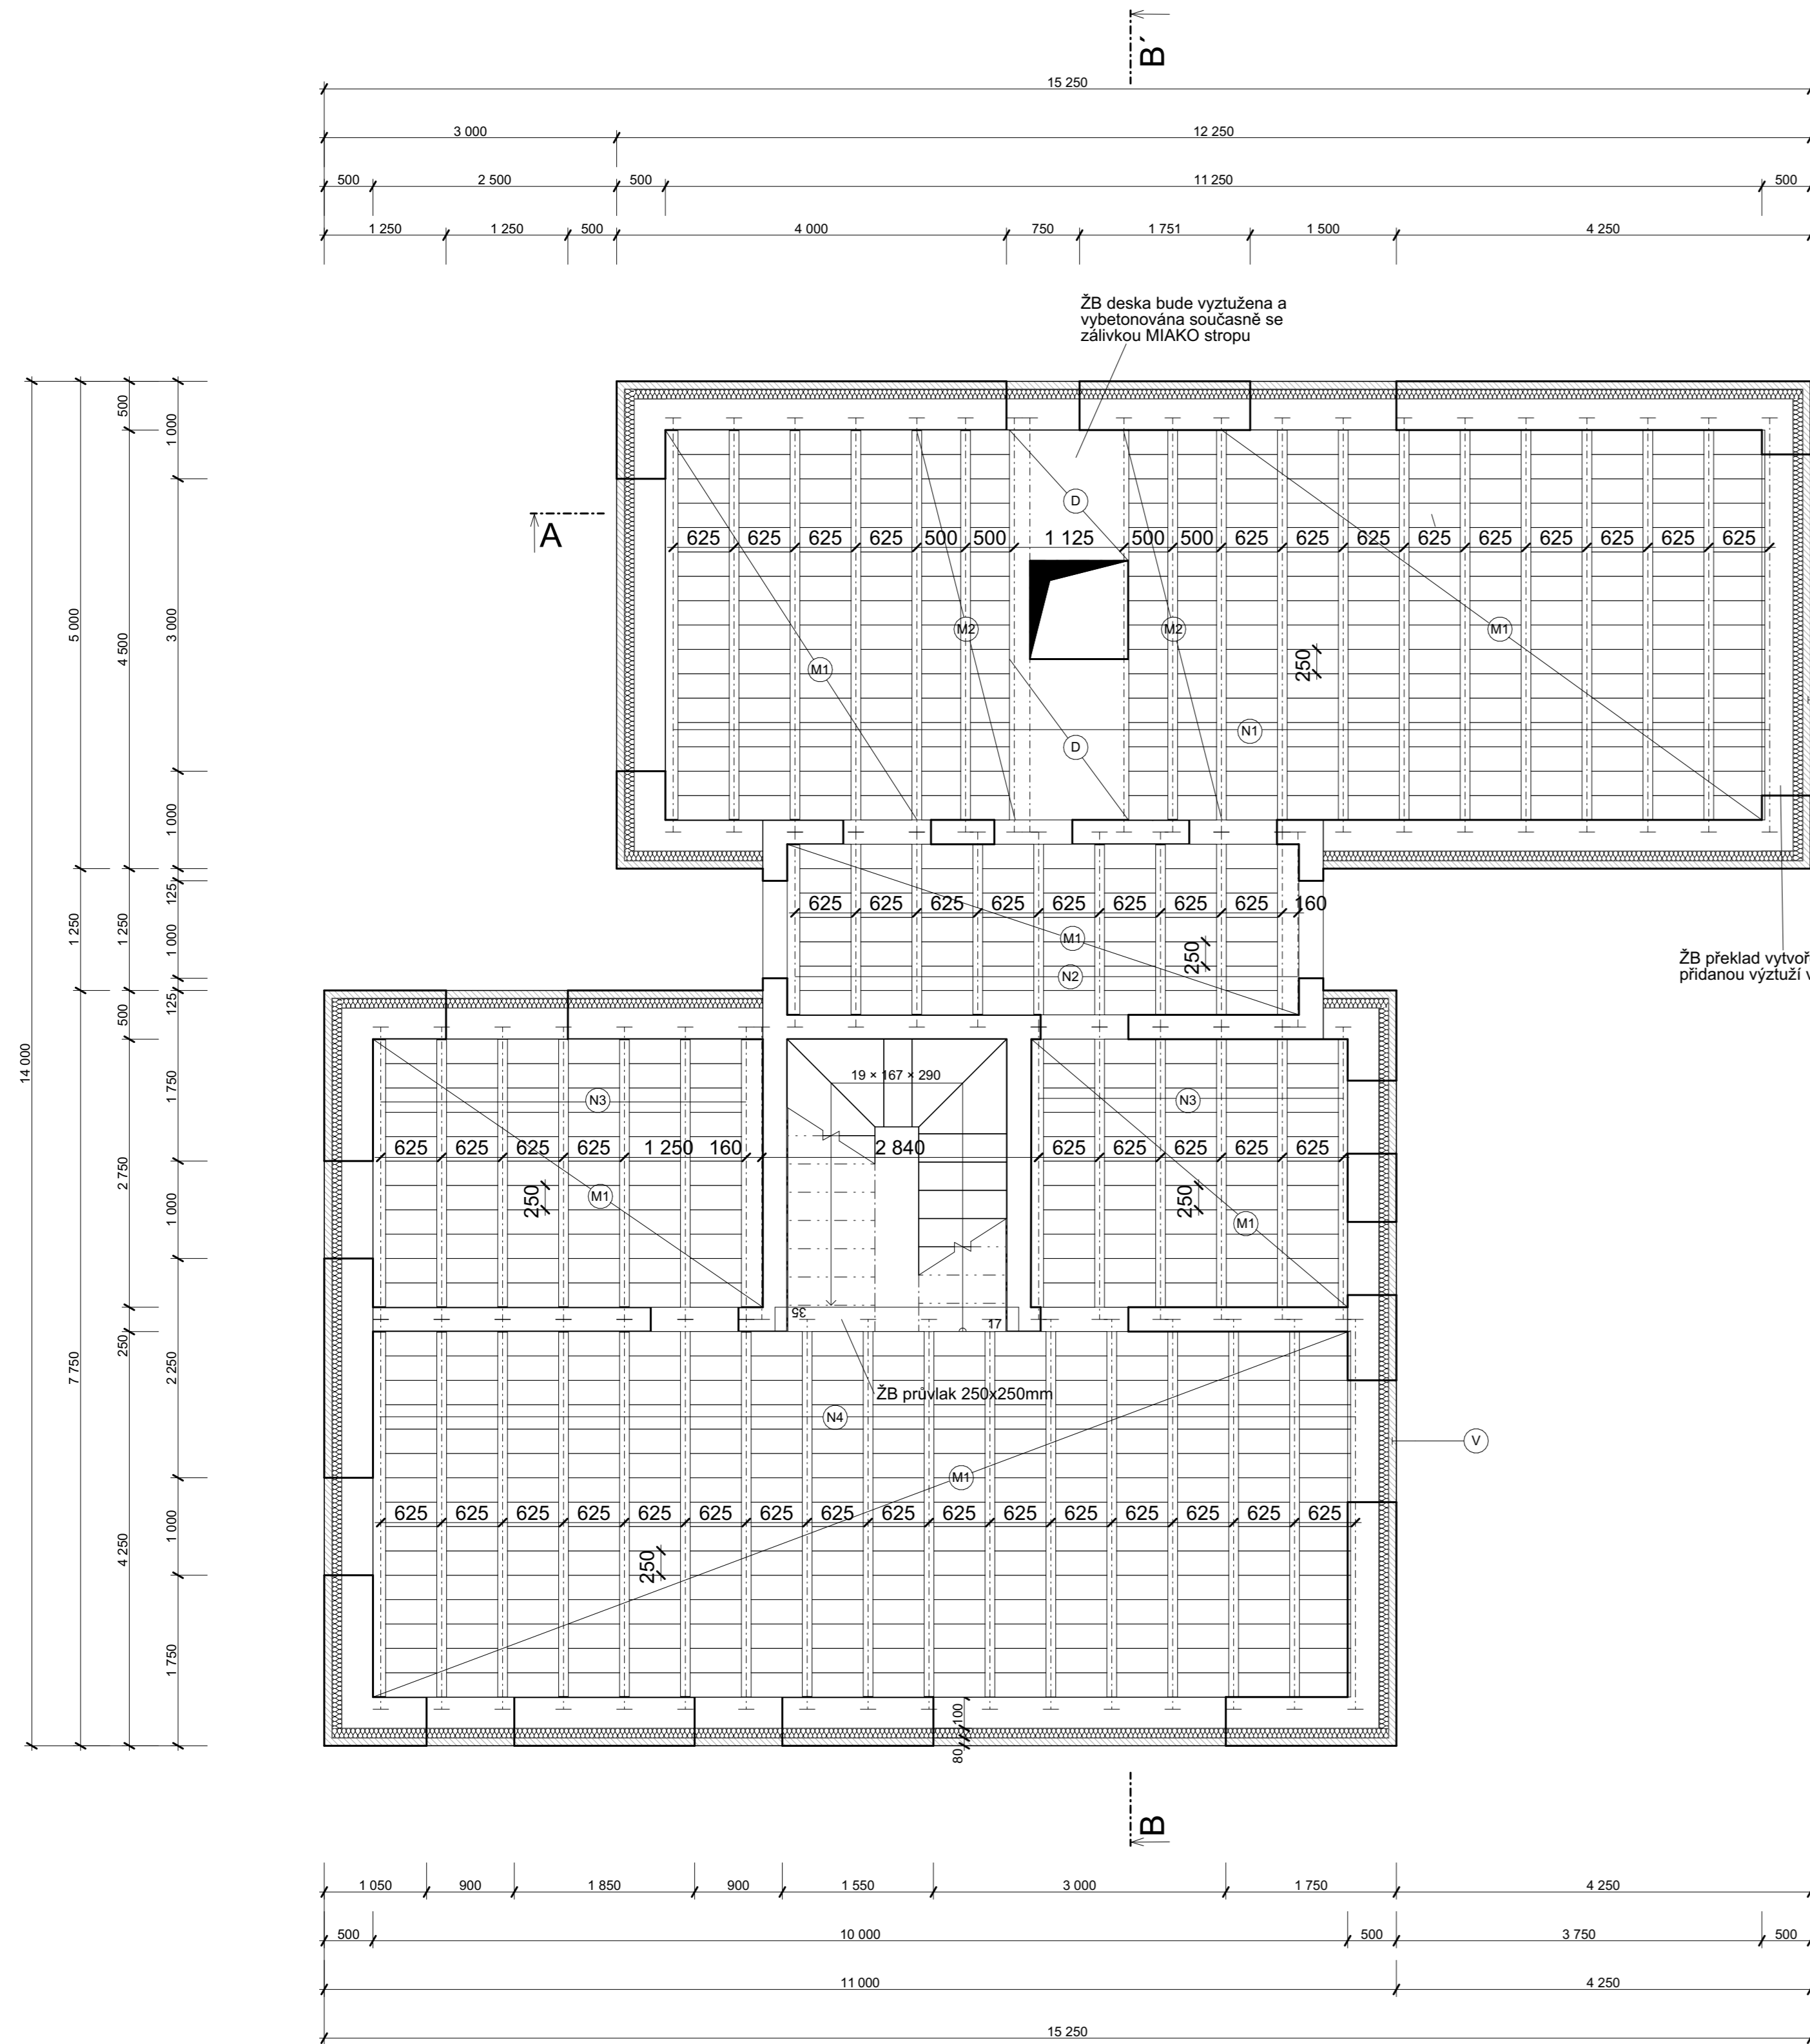 B´
15 250
3 000 12 250
500 2 500 500 11 250 500
1 250 1 250 500 4 000 750 1 751 1 500 4 250
ŽB deska bude vyztužena a
vybetonována současně se
zálivkou MIAKO stropu
14 000
5 000
1 250
7 750
500
4 500
1 250
500
2 750
250
4 250
1 000
3 000
1 000
125
1 000
125
1 750
1 000
2 250
1 000
1 750
A
D
625 625 625 625 500 500 1 125 500 500 625 625 625 625 625 625 625 625 625
M2 M2 M1
250
M1
N1
D
625 625 625 625 625 625 625 625 160
M1
250
N2
ŽB překlad vytvoř
přidanou výztuží v
19 × 167 × 290
N3 N3
625 625 625 625 1 250 160 2 840 625 625 625 625 625
250 M1 250 M1
35 17
ŽB průvlak 250x250mm
N4
V
M1
625 625 625 625 625 625 625 625 625 625 625 625 625 625 625 625
250
100
80
B
1 050 900 1 850 900 1 550 3 000 1 750 4 250
500 10 000 500 3 750 500
11 000 4 250
15 250